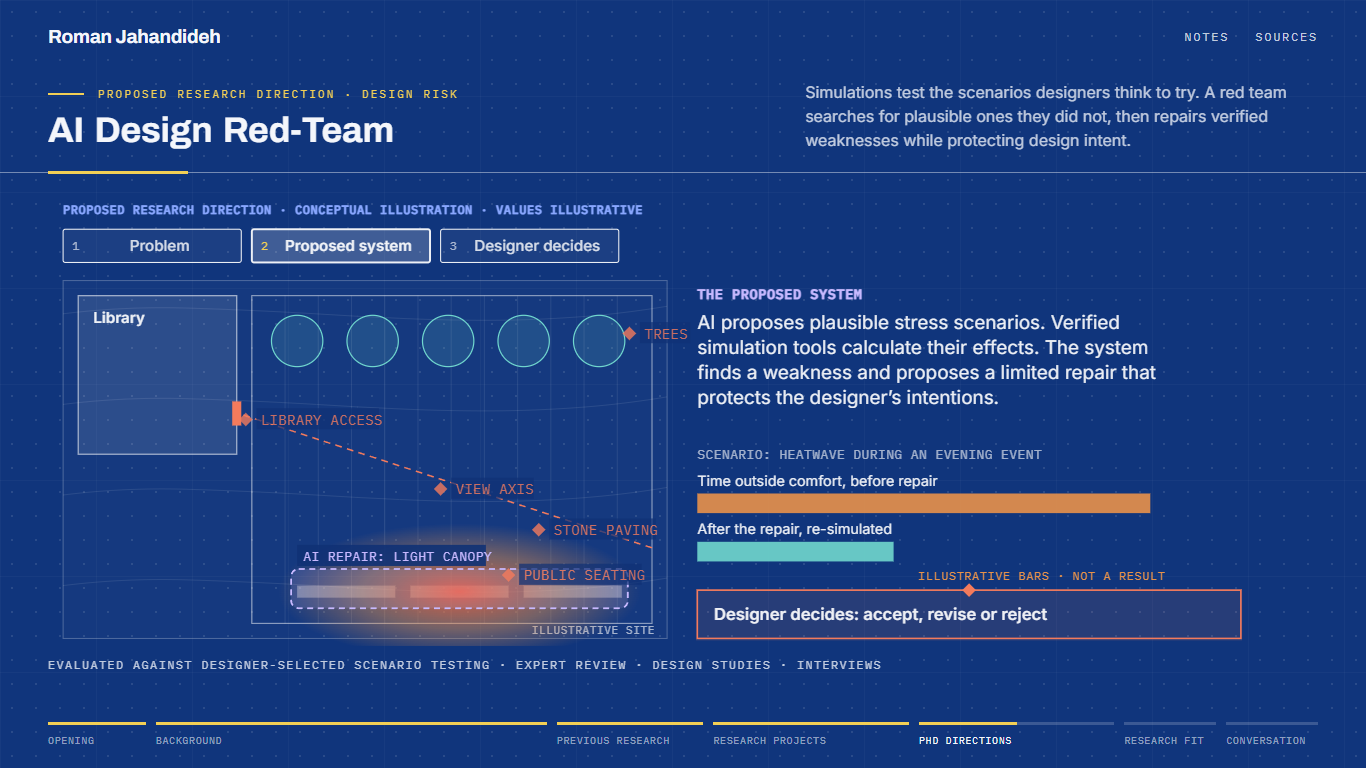 Roman Jahandideh
NOTES
SOURCES
PROPOSED RESEARCH DIRECTION · DESIGN RISK
AI Design Red-Team
Simulations test the scenarios designers think to try. A red team
searches for plausible ones they did not, then repairs verified
weaknesses while protecting design intent.
PROPOSED RESEARCH DIRECTION · CONCEPTUAL ILLUSTRATION · VALUES ILLUSTRATIVE
1 Problem
2 Proposed system
3 Designer decides
Library
TREES
LIBRARY ACCESS
VIEW AXIS
STONE PAVING
AI REPAIR: LIGHT CANOPY
PUBLIC SEATING
ILLUSTRATIVE SITE
THE PROPOSED SYSTEM
AI proposes plausible stress scenarios. Verified
simulation tools calculate their effects. The system
finds a weakness and proposes a limited repair that
protects the designer’s intentions.
SCENARIO: HEATWAVE DURING AN EVENING EVENT
Time outside comfort, before repair
After the repair, re-simulated
ILLUSTRATIVE BARS · NOT A RESULT
Designer decides: accept, revise or reject
EVALUATED AGAINST DESIGNER-SELECTED SCENARIO TESTING · EXPERT REVIEW · DESIGN STUDIES · INTERVIEWS
OPENING
BACKGROUND
PREVIOUS RESEARCH
RESEARCH PROJECTS
PHD DIRECTIONS
RESEARCH FIT
CONVERSATION